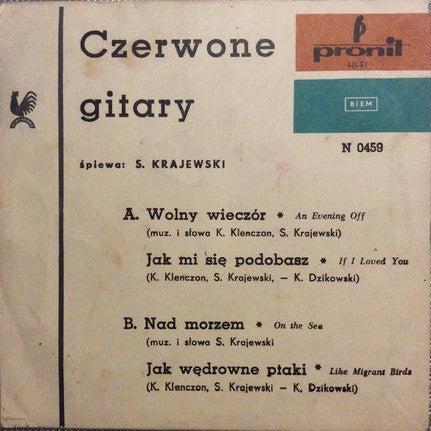 Czerwone
gitary
pronit
HI-FI
BIEM
N 0459
śpiewa: S. KRAJEWSKI
A. Wolny wieczór * An Evening Off
(muz. i słowa K. Klenczon, S. Krajewski)
Jak mi się podobasz * If I Loved You
(K. Klenczon, S. Krajewski, — K. Dzikowski)
B. Nad morzem * On the Sea
(muz. i słowa S. Krajewski
Jak wędrowne ptaki * Like Migrant Birds
(K. Klenczon, S. Krajewski — K. Dzikowski)